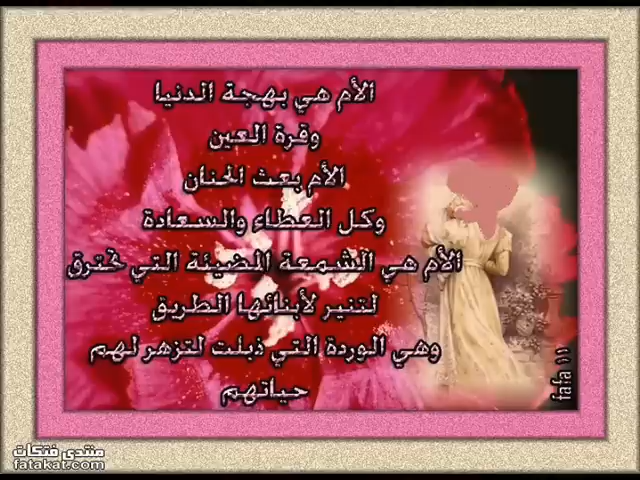 الأم هي بهجة الدنيا
وقرة العين
الأم بعث الحنان
وكل العطاء والسعادة
الأم هي الشمعة المضيئة التي تحترق
لتنير لأبنائها الطريق
وهي الوردة التي ذبلت لتزهر لهم
حياتهم
fafa 11
منتدى فتكات
fatakat.com